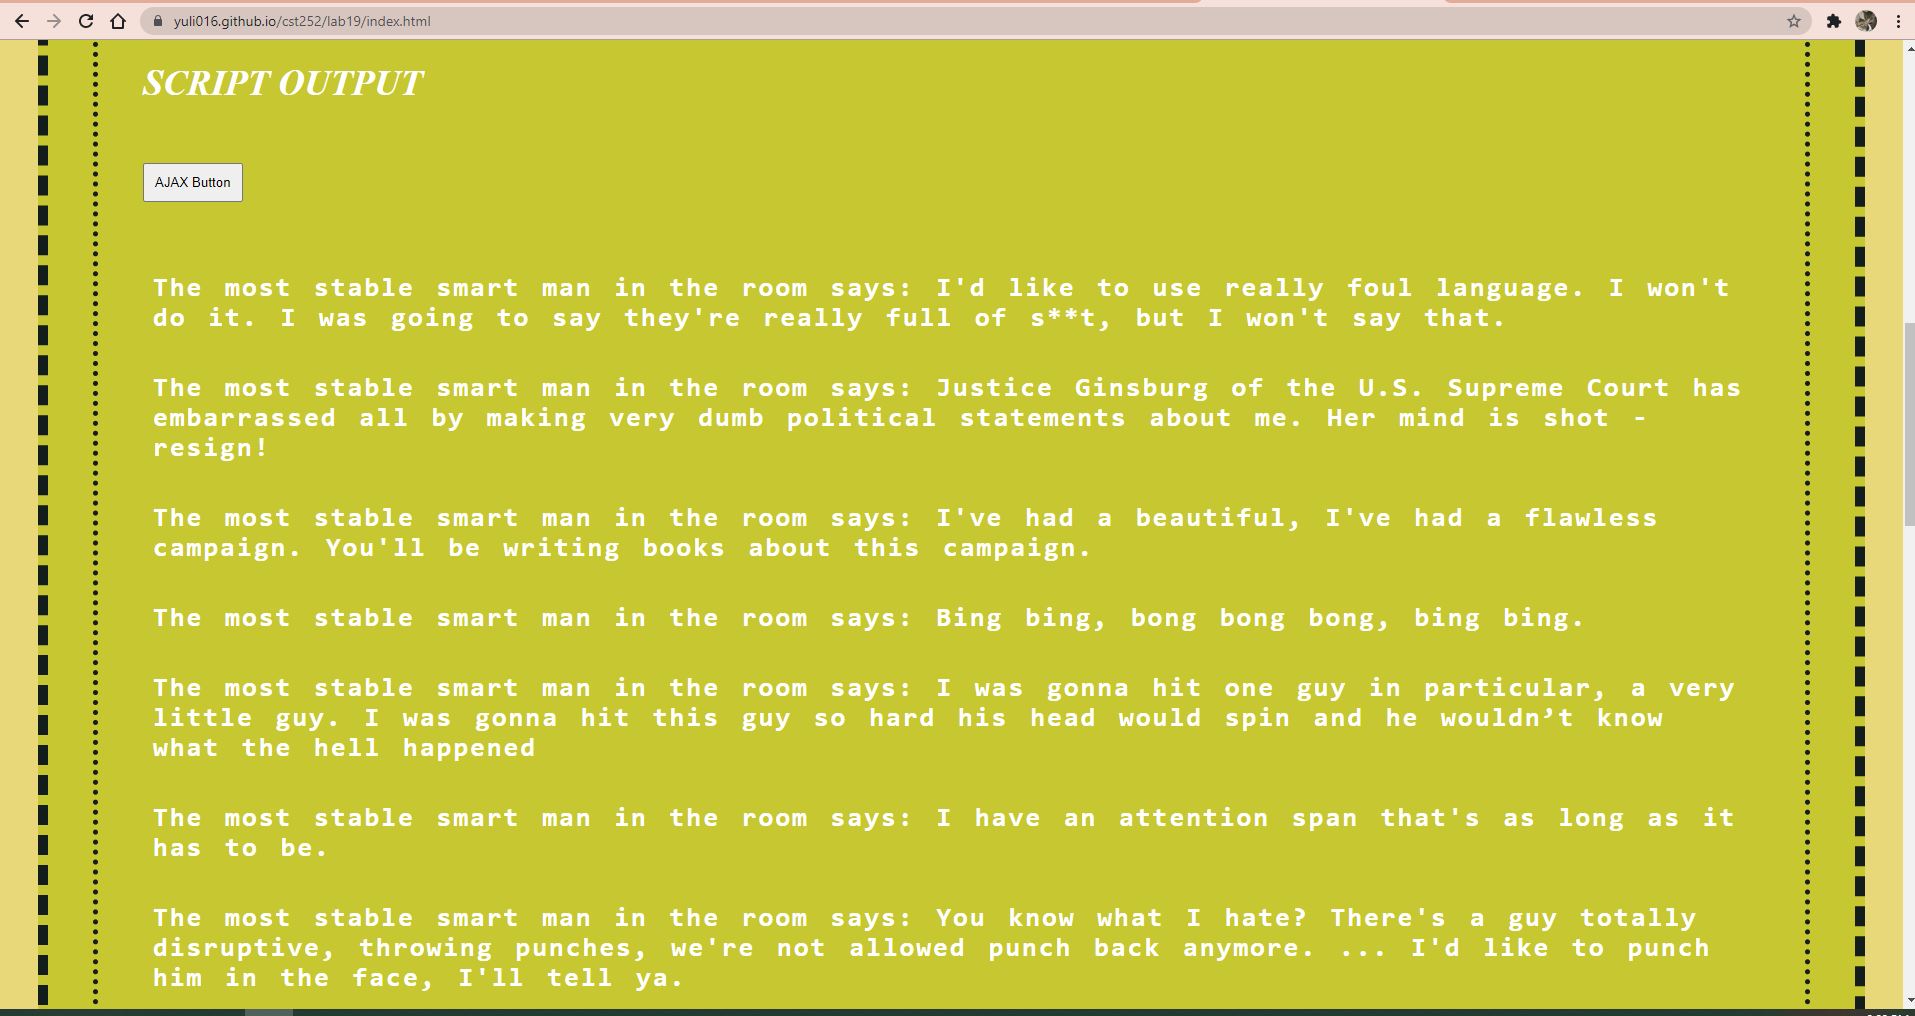 yuli016.github.io/cst252/lab19/index.html
SCRIPT OUTPUT
AJAX Button
The most stable smart man in the room says: I'd like to use really foul language. I won't
do it. I was going to say they're really full of s**t, but I won't say that.
The most stable smart man in the room says: Justice Ginsburg of the U.S. Supreme Court has
embarrassed all by making very dumb political statements about me. Her mind is shot -
resign!
The most stable smart man in the room says: I've had a beautiful, I've had a flawless
campaign. You'll be writing books about this campaign.
The most stable smart man in the room says: Bing bing, bong bong bong, bing bing.
The most stable smart man in the room says: I was gonna hit one guy in particular, a very
little guy. I was gonna hit this guy so hard his head would spin and he wouldn’t know
what the hell happened
The most stable smart man in the room says: I have an attention span that's as long as it
has to be.
The most stable smart man in the room says: You know what I hate? There's a guy totally
disruptive, throwing punches, we're not allowed punch back anymore. ... I'd like to punch
him in the face, I'll tell ya.